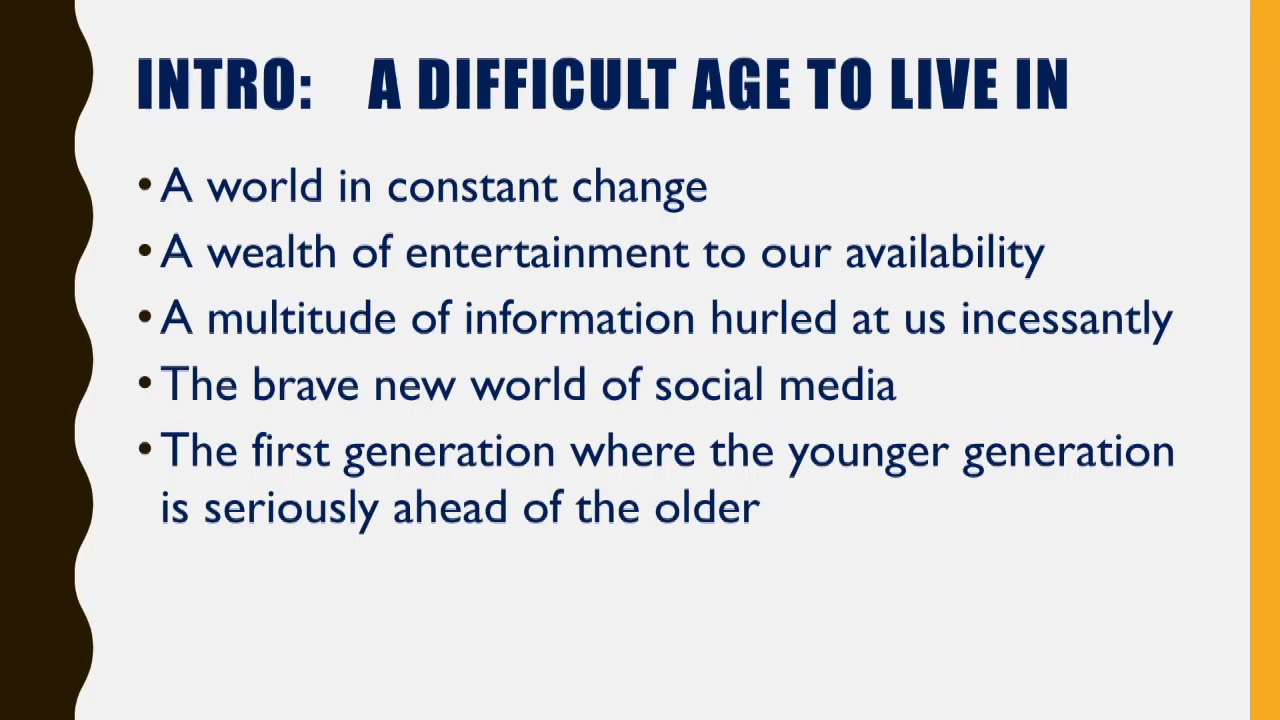 INTRO: A DIFFICULT AGE TO LIVE IN
• A world in constant change
• A wealth of entertainment to our availability
• A multitude of information hurled at us incessantly
• The brave new world of social media
• The first generation where the younger generation
is seriously ahead of the older